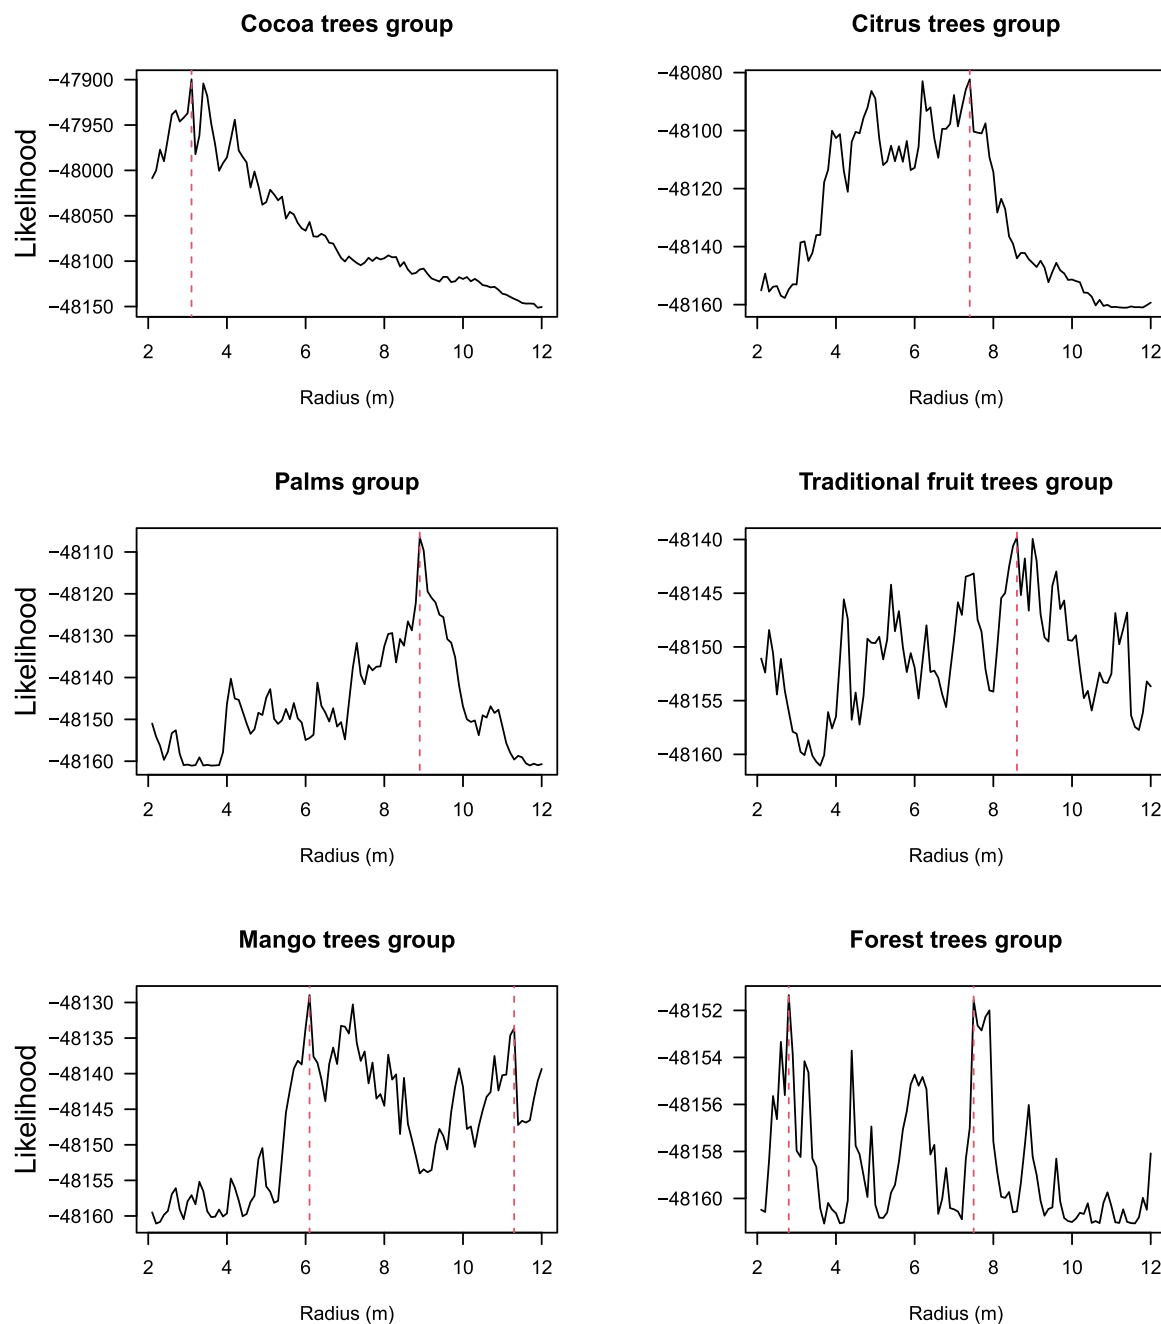 Cocoa trees group
Likelihood
−47900
−47950
−48000
−48050
−48100
−48150
2 4 6 8 10 12
Radius (m)
Citrus trees group
−48080
−48100
−48120
−48140
−48160
2 4 6 8 10 12
Radius (m)
Palms group
Likelihood
−48110
−48120
−48130
−48140
−48150
−48160
2 4 6 8 10 12
Radius (m)
Traditional fruit trees group
−48140
−48145
−48150
−48155
−48160
2 4 6 8 10 12
Radius (m)
Mango trees group
Likelihood
−48130
−48135
−48140
−48145
−48150
−48155
−48160
2 4 6 8 10 12
Radius (m)
Forest trees group
−48152
−48154
−48156
−48158
−48160
2 4 6 8 10 12
Radius (m)